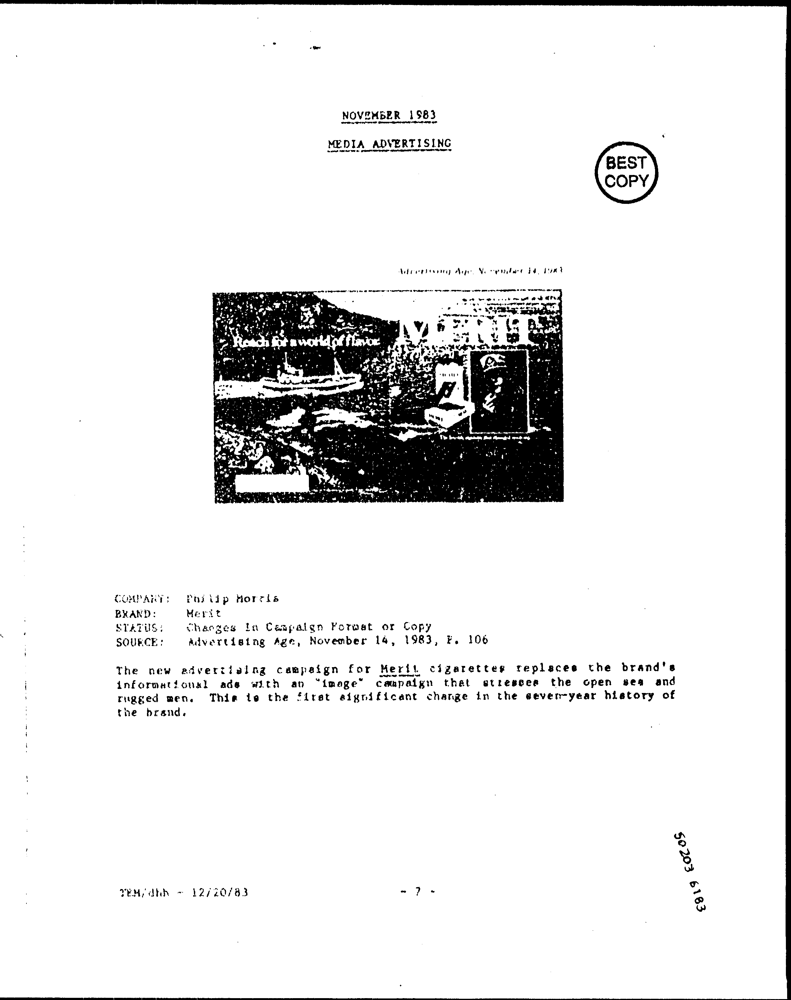 NOVEMBER 1983
MEDIA ADVERTISING
BEST
COPY
Advertising Age, November 14, 1983
Reach for a world of flavor.
MERIT
COMPANY: Philip Morris
BRAND: Merit
STATUS: Changes In Campaign Format or Copy
SOURCE: Advertising Age, November 14, 1983, P. 106
The new advertising campaign for Merit cigarettes replaces the brand's
informational ads with an "image" campaign that stresses the open sea and
rugged men. This is the first significant change in the seven-year history of
the brand.
TEM/dhh - 12/20/83
- 7 -
50203 6183